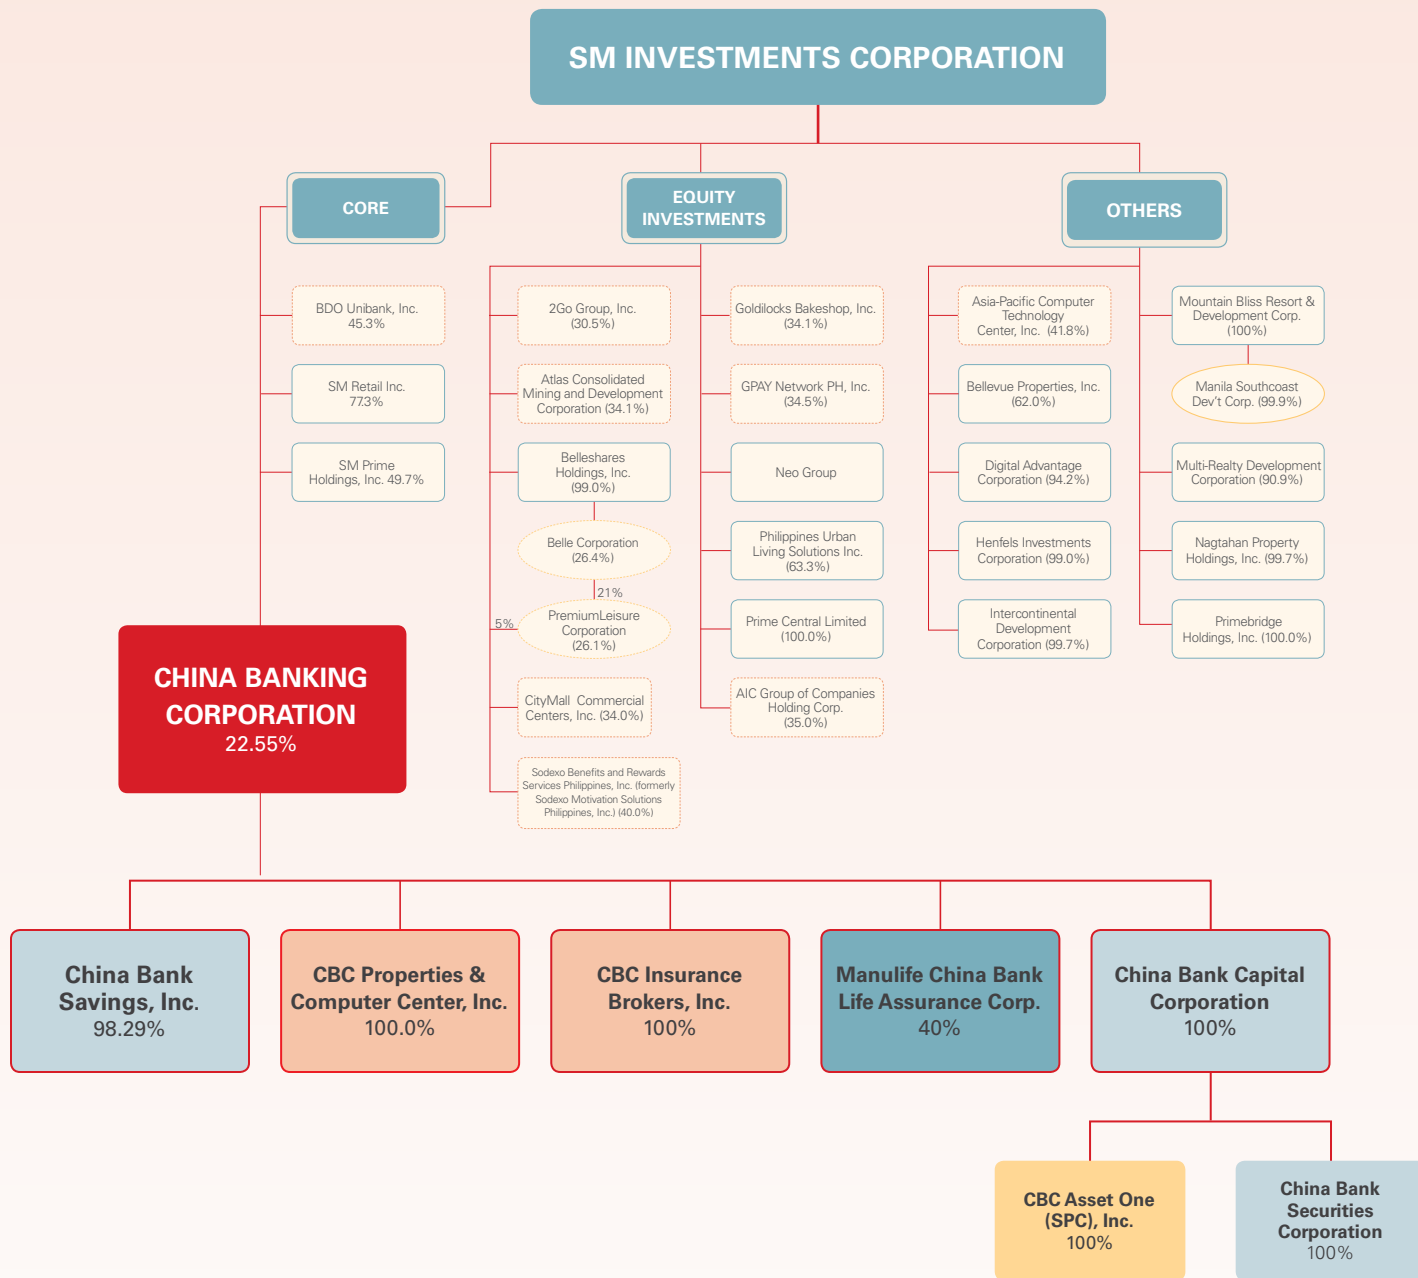 SM INVESTMENTS CORPORATION
CORE
EQUITY
INVESTMENTS
OTHERS
BDO Unibank, Inc.
45.3%
SM Retail Inc.
77.3%
SM Prime
Holdings, Inc. 49.7%
2Go Group, Inc.
(30.5%)
Atlas Consolidated
Mining and Development
Corporation (34.1%)
Belleshares
Holdings, Inc.
(99.0%)
Belle Corporation
(26.4%)
21%
5%
PremiumLeisure
Corporation
(26.1%)
CityMall Commercial
Centers, Inc. (34.0%)
Sodexo Benefits and Rewards
Services Philippines, Inc. (formerly
Sodexo Motivation Solutions
Philippines, Inc.) (40.0%)
Goldilocks Bakeshop, Inc.
(34.1%)
GPAY Network PH, Inc.
(34.5%)
Neo Group
Philippines Urban
Living Solutions Inc.
(63.3%)
Prime Central Limited
(100.0%)
AIC Group of Companies
Holding Corp.
(35.0%)
Asia-Pacific Computer
Technology
Center, Inc. (41.8%)
Bellevue Properties, Inc.
(62.0%)
Digital Advantage
Corporation (94.2%)
Henfels Investments
Corporation (99.0%)
Intercontinental
Development
Corporation (99.7%)
Mountain Bliss Resort &
Development Corp.
(100%)
Manila Southcoast
Dev't Corp. (99.9%)
Multi-Realty Development
Corporation (90.9%)
Nagtahan Property
Holdings, Inc. (99.7%)
Primebridge
Holdings, Inc. (100.0%)
CHINA BANKING
CORPORATION
22.55%
China Bank
Savings, Inc.
98.29%
CBC Properties &
Computer Center, Inc.
100.0%
CBC Insurance
Brokers, Inc.
100%
Manulife China Bank
Life Assurance Corp.
40%
China Bank Capital
Corporation
100%
CBC Asset One
(SPC), Inc.
100%
China Bank
Securities
Corporation
100%